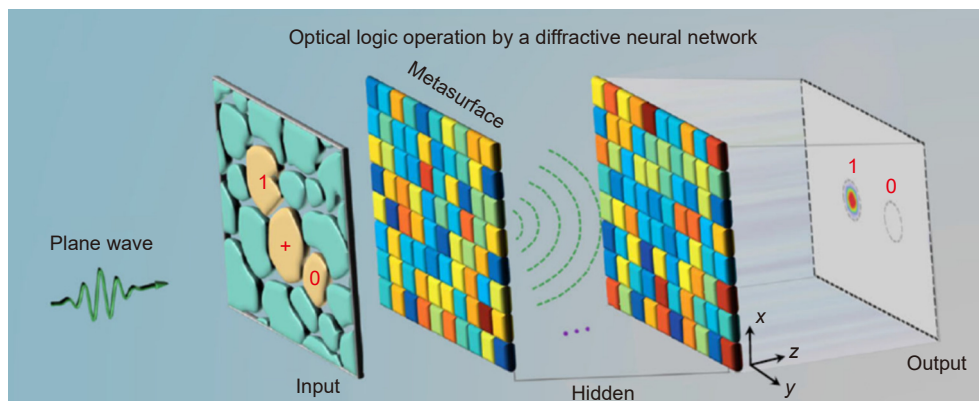 Optical logic operation by a diffractive neural network
Metasurface
1
+
0
Plane wave
1
0
x
z
y
Input
Hidden
Output